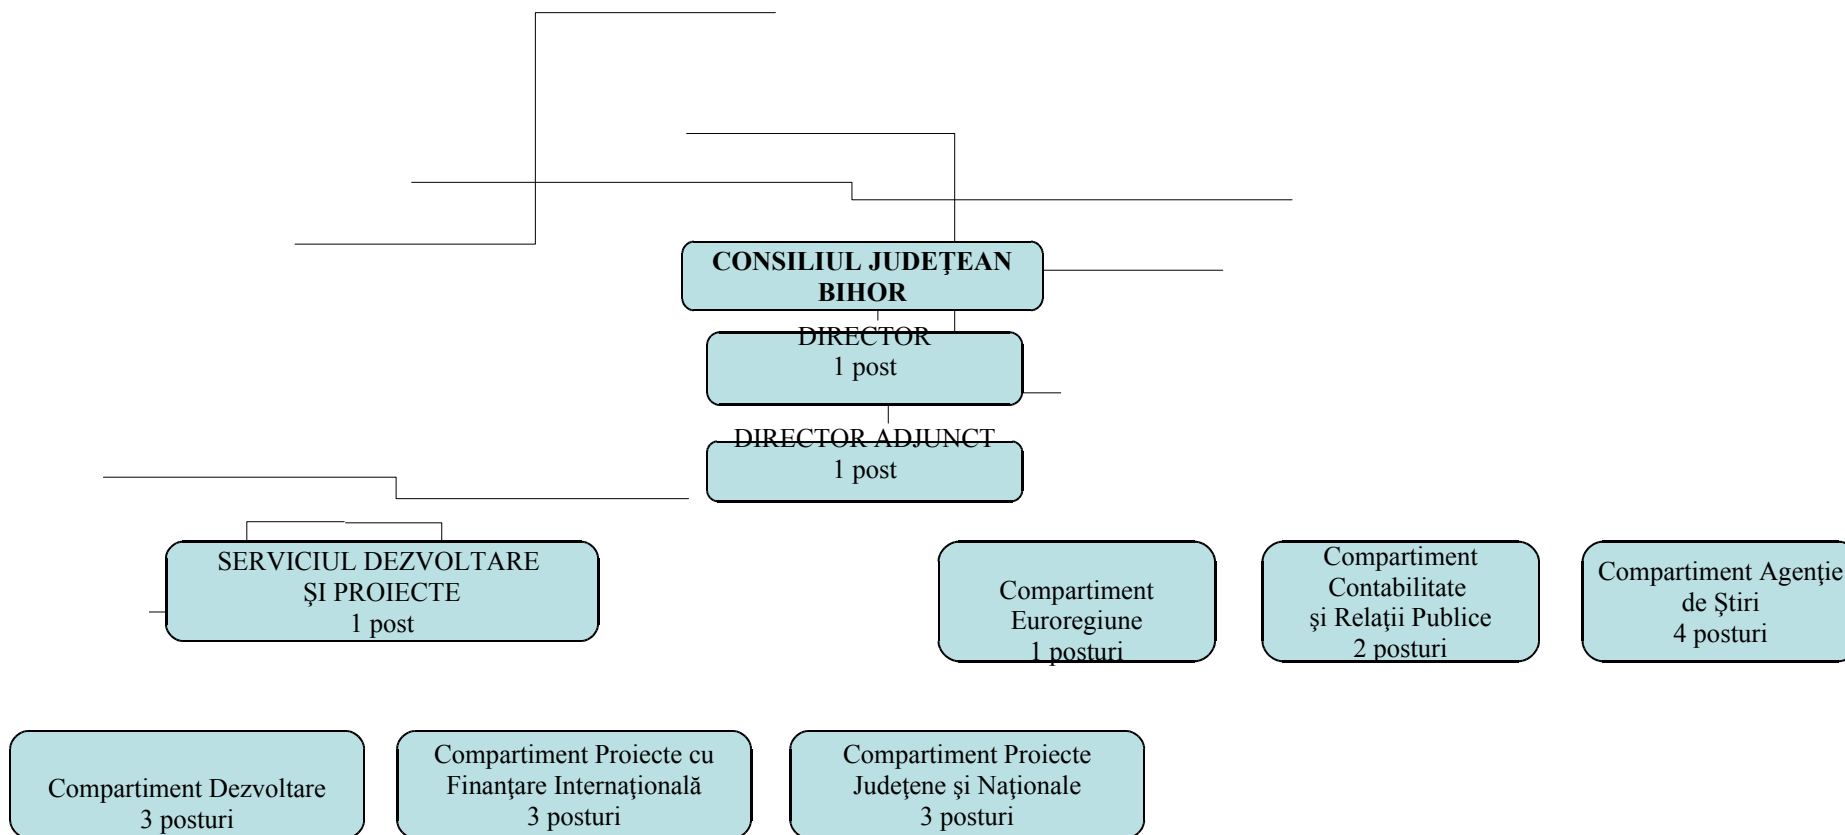 CONSILIUL JUDEŢEAN
BIHOR
DIRECTOR
1 post
DIRECTOR ADJUNCT
1 post
SERVICIUL DEZVOLTARE
ŞI PROIECTE
1 post
Compartiment
Euroregiune
1 posturi
Compartiment
Contabilitate
şi Relaţii Publice
2 posturi
Compartiment Agenţie
de Ştiri
4 posturi
Compartiment Dezvoltare
3 posturi
Compartiment Proiecte cu
Finanţare Internaţională
3 posturi
Compartiment Proiecte
Judeţene şi Naţionale
3 posturi